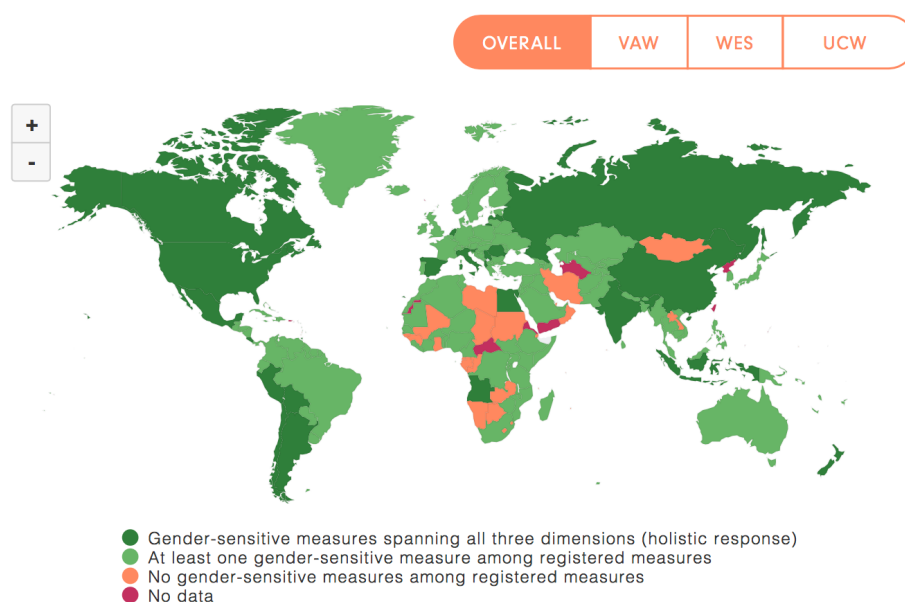 OVERALL VAW WES UCW
+
-
Gender-sensitive measures spanning all three dimensions (holistic response)
At least one gender-sensitive measure among registered measures
No gender-sensitive measures among registered measures
No data